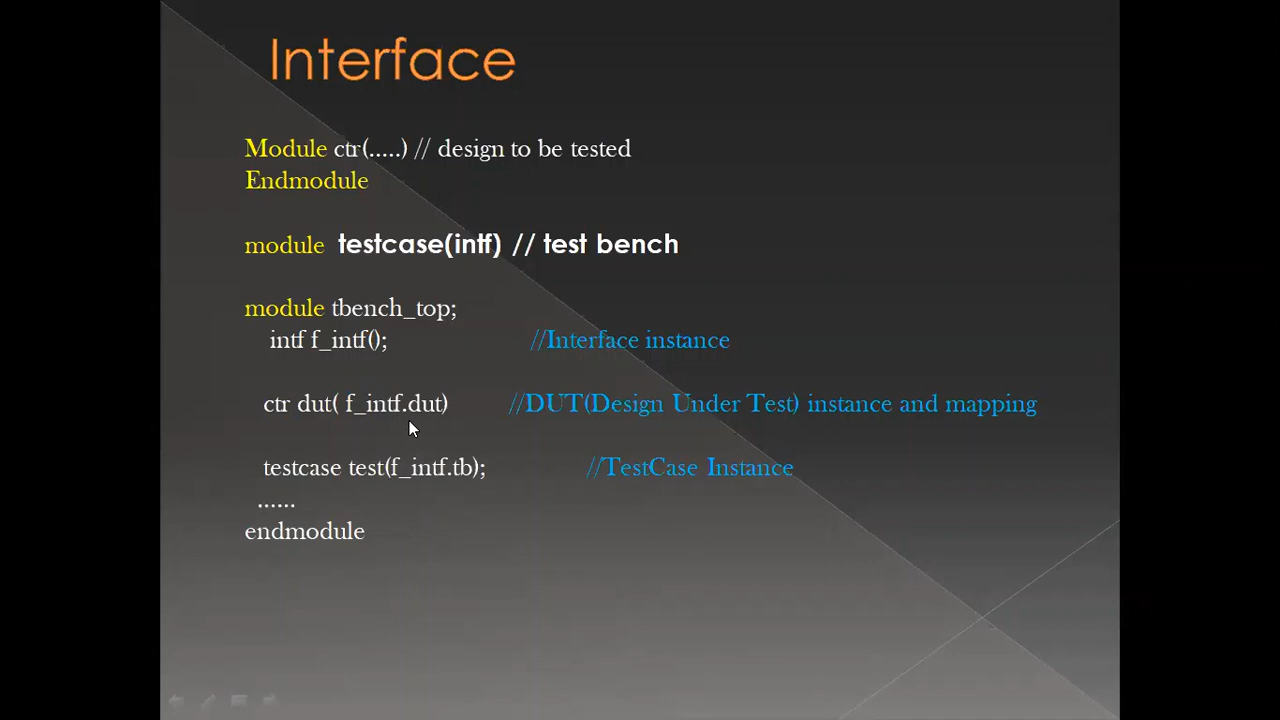 Interface
Module ctr(.....) // design to be tested
Endmodule
module testcase(intf) // test bench
module tbench_top;
intf f_intf(); //Interface instance
ctr dut( f_intf.dut) //DUT(Design Under Test) instance and mapping
testcase test(f_intf.tb); //TestCase Instance
......
endmodule